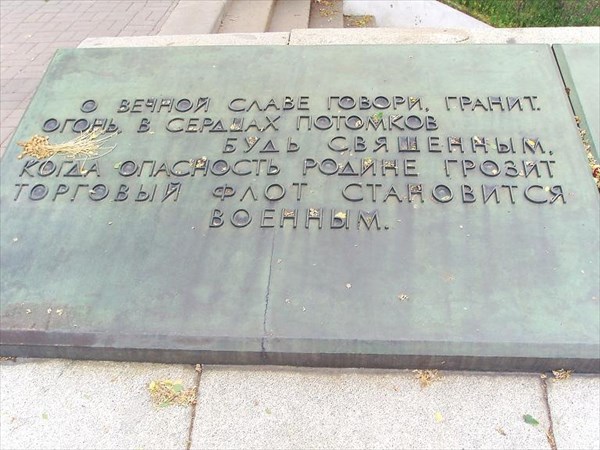 О ВЕЧНОЙ СЛАВЕ ГОВОРИ, ГРАНИТ.
ОГОНЬ, В СЕРДЦАХ ПОТОМКОВ
БУДЬ СВЯЩЕННЫМ,
КОГДА ОПАСНОСТЬ РОДИНЕ ГРОЗИТ
ТОРГОВЫЙ ФЛОТ СТАНОВИТСЯ
ВОЕННЫМ.